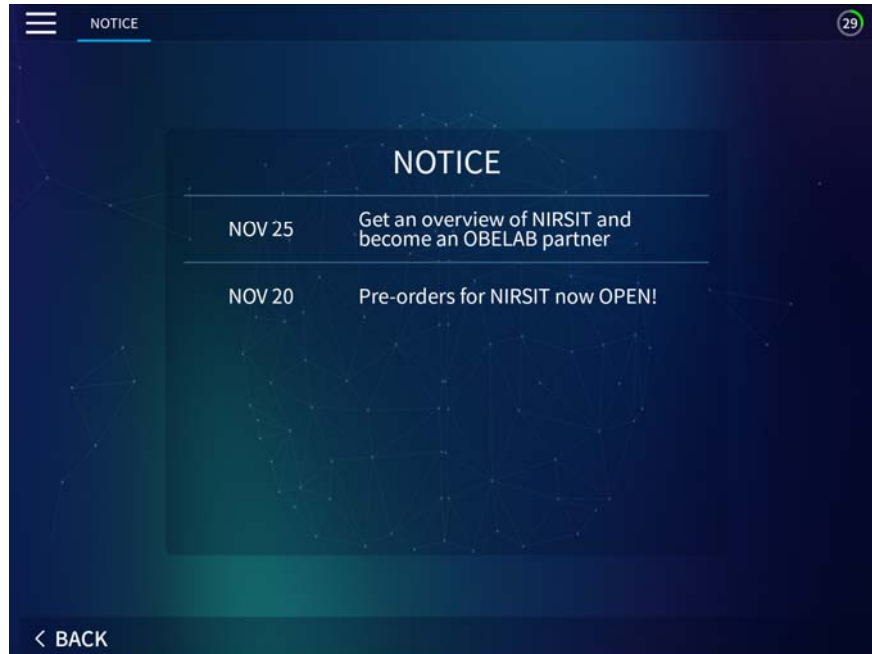 NOTICE
29
NOTICE
NOV 25
Get an overview of NIRSIT and
become an OBELAB partner
NOV 20
Pre-orders for NIRSIT now OPEN!
< BACK